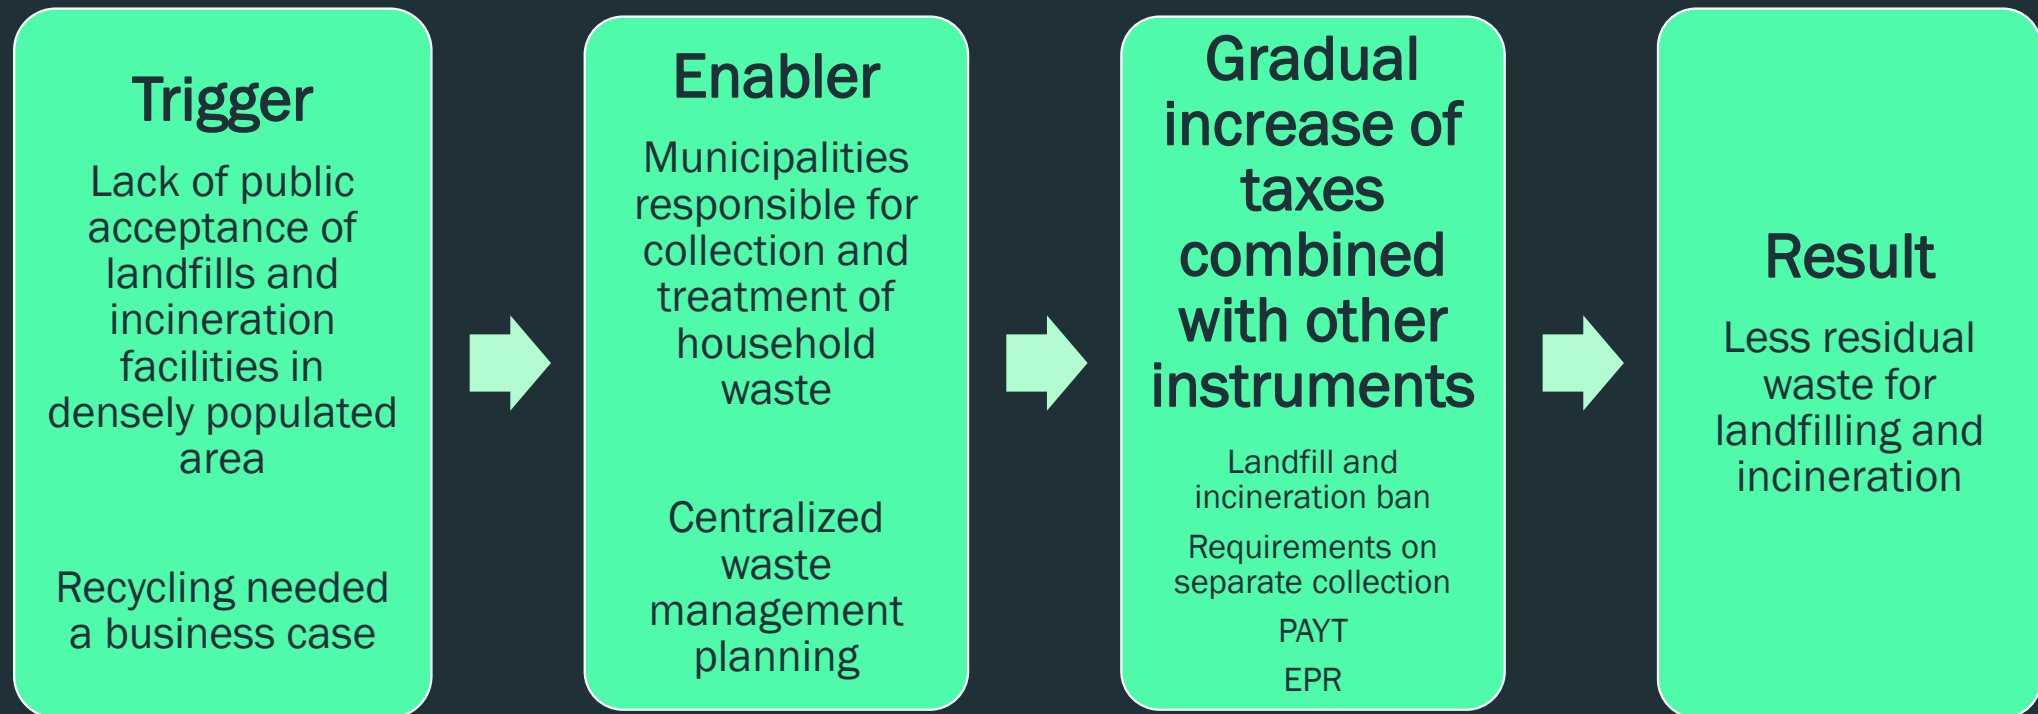 Trigger
Lack of public
acceptance of
landfills and
incineration
facilities in
densely populated
area
Recycling needed
a business case
Enabler
Municipalities
responsible for
collection and
treatment of
household
waste
Centralized
waste
management
planning
Gradual
increase of
taxes
combined
with other
instruments
Landfill and
incineration ban
Requirements on
separate collection
PAYT
EPR
Result
Less residual
waste for
landfilling and
incineration